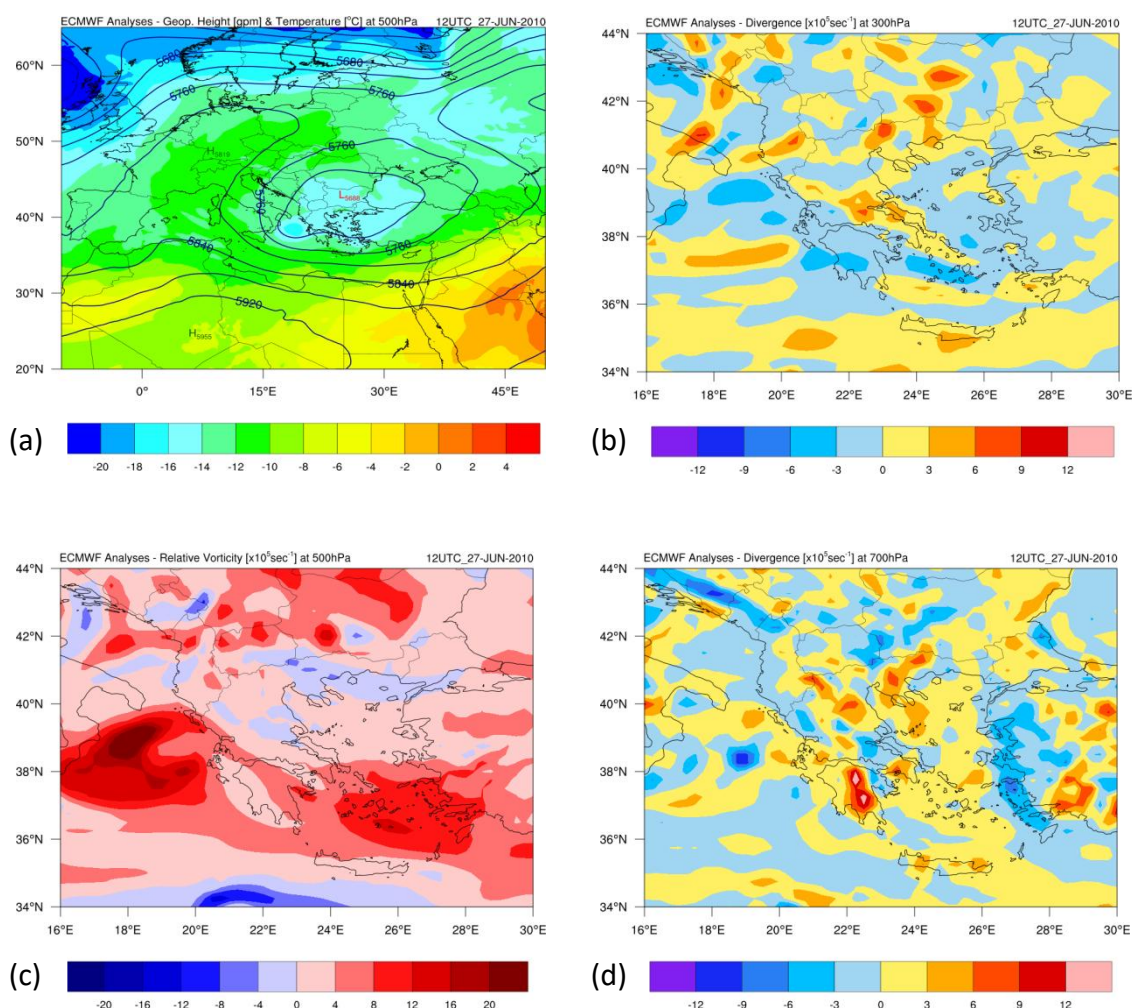 ECMWF Analyses - Geop. Height [gpm] & Temperature [°C] at 500hPa 12UTC_27-JUN-2010
60°N
50°N
40°N
30°N
20°N
0° 15°E 30°E 45°E
5680
5680
5760
5760
5760
5760
5760
5840
5840
5920
H5819
L5688
H5955
(a)
-20 -18 -16 -14 -12 -10 -8 -6 -4 -2 0 2 4
ECMWF Analyses - Divergence [x10⁵sec⁻¹] at 300hPa 12UTC_27-JUN-2010
44°N
42°N
40°N
38°N
36°N
34°N
16°E 18°E 20°E 22°E 24°E 26°E 28°E 30°E
(b)
-12 -9 -6 -3 0 3 6 9 12
ECMWF Analyses - Relative Vorticity [x10⁵sec⁻¹] at 500hPa 12UTC_27-JUN-2010
44°N
42°N
40°N
38°N
36°N
34°N
16°E 18°E 20°E 22°E 24°E 26°E 28°E 30°E
(c)
-20 -16 -12 -8 -4 0 4 8 12 16 20
ECMWF Analyses - Divergence [x10⁵sec⁻¹] at 700hPa 12UTC_27-JUN-2010
44°N
42°N
40°N
38°N
36°N
34°N
16°E 18°E 20°E 22°E 24°E 26°E 28°E 30°E
(d)
-12 -9 -6 -3 0 3 6 9 12